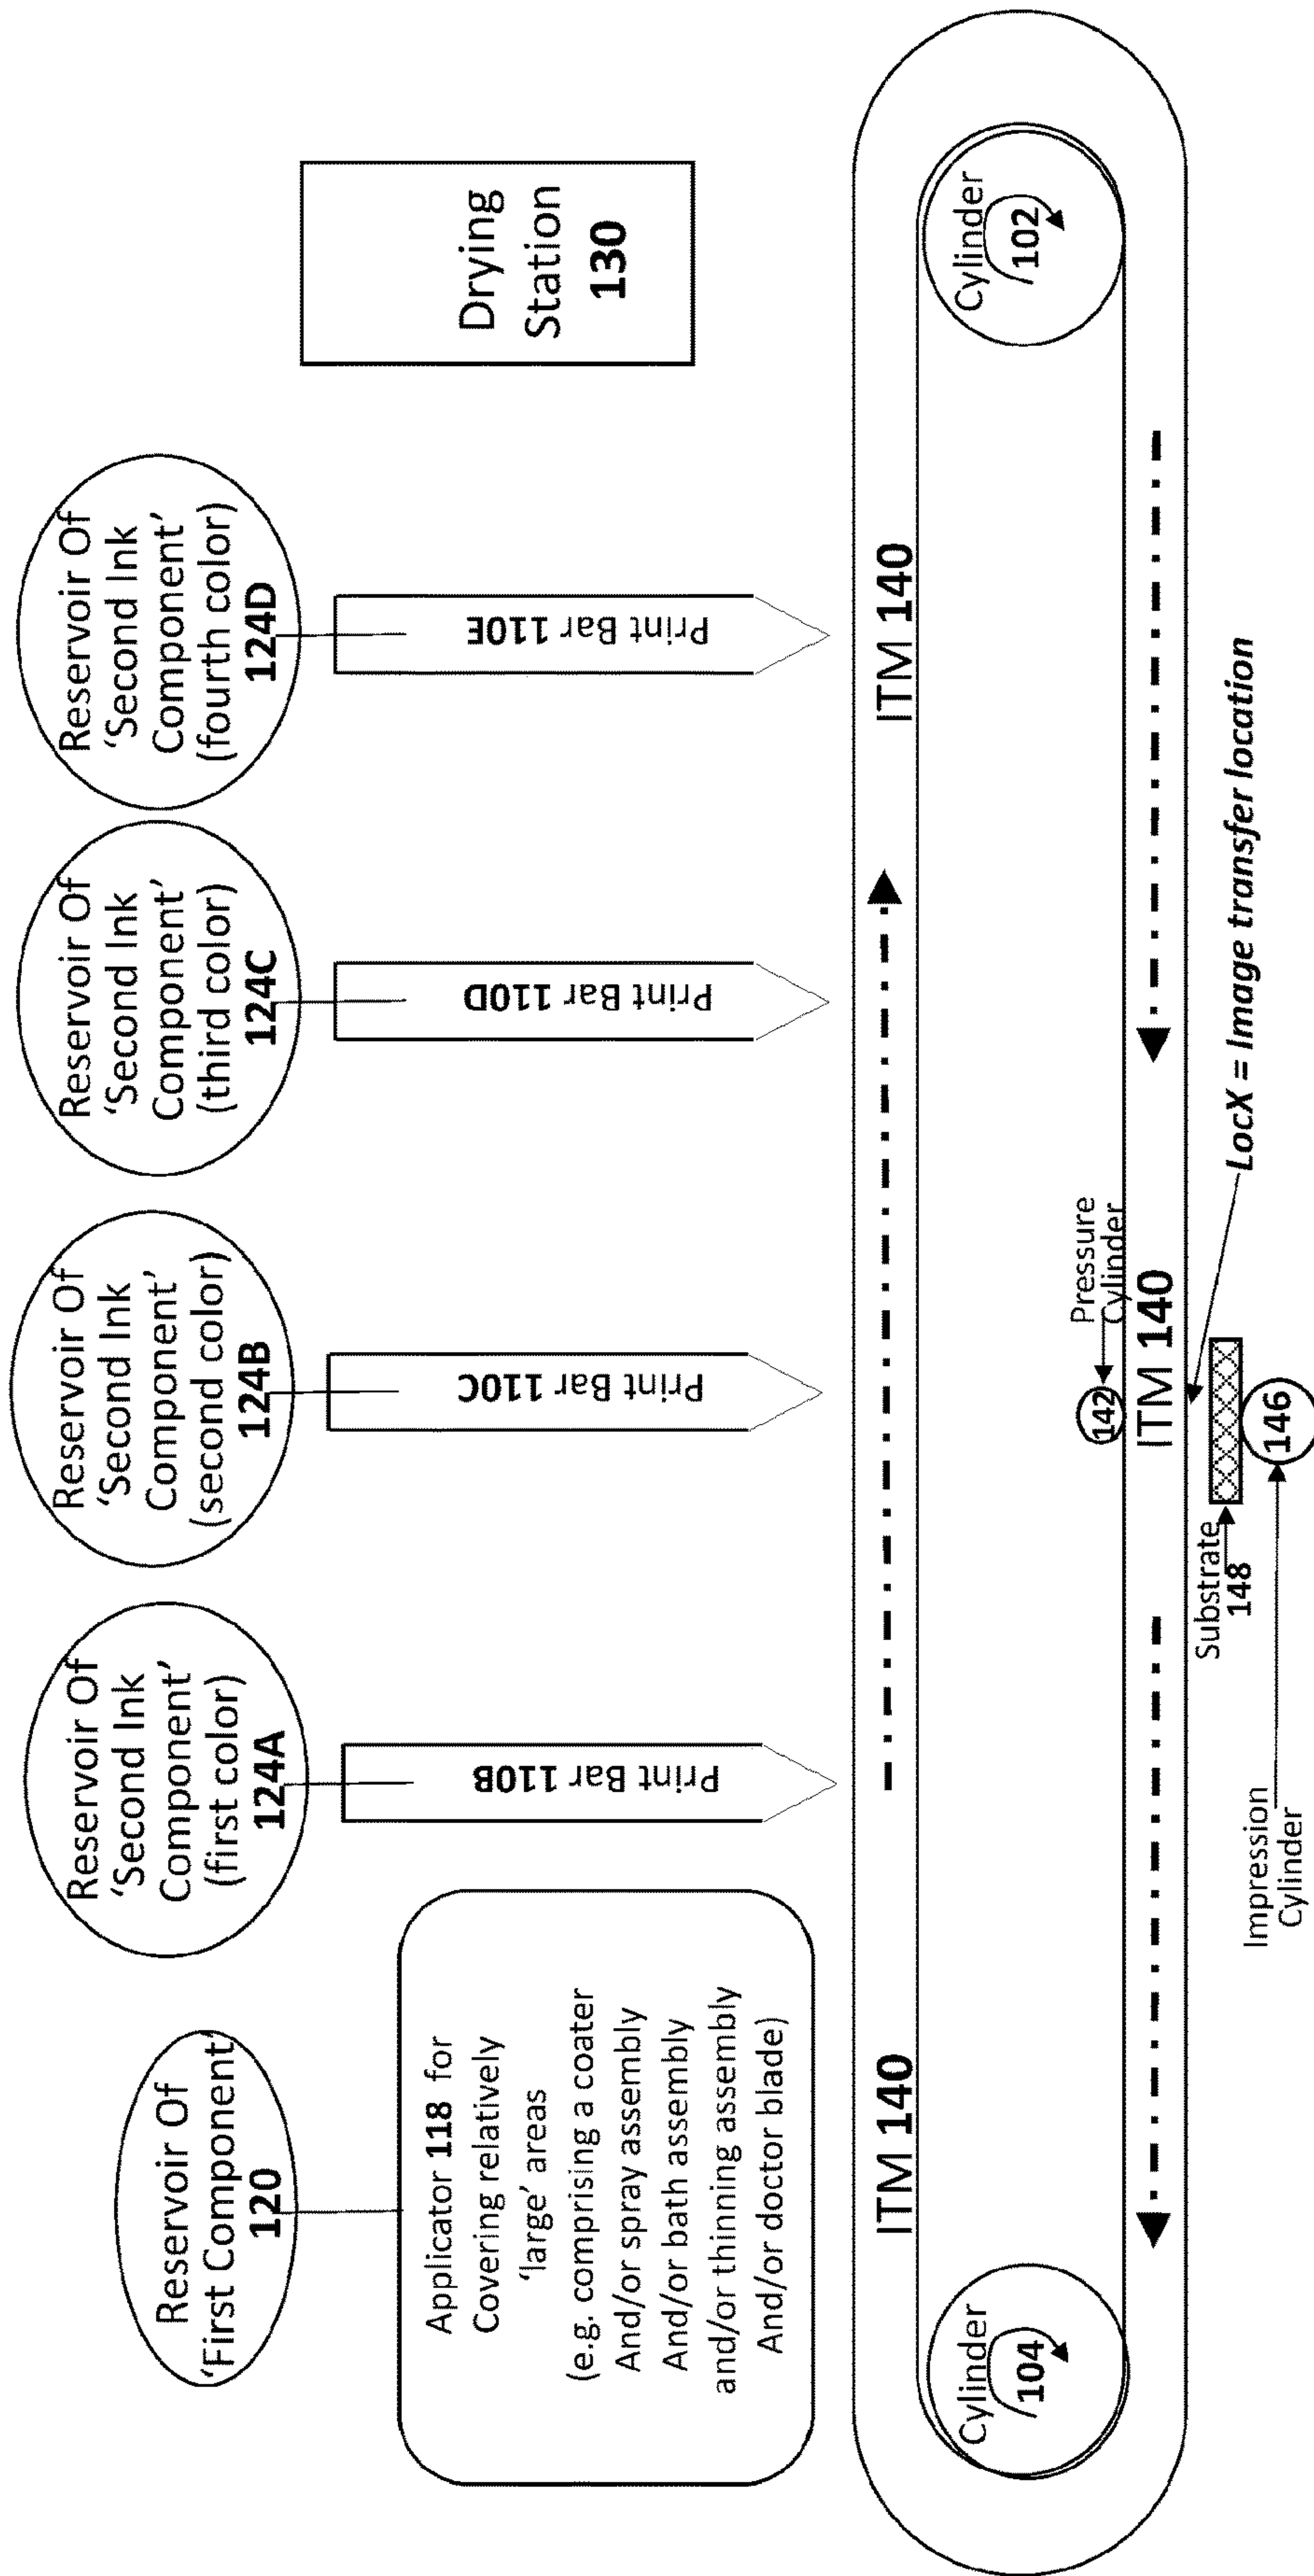 Reservoir Of
'First Component'
120
Reservoir Of
'Second Ink
Component'
(first color)
124A
Reservoir Of
'Second Ink
Component'
(second color)
124B
Reservoir Of
'Second Ink
Component'
(third color)
124C
Reservoir Of
'Second Ink
Component'
(fourth color)
124D
Applicator 118 for
Covering relatively
'large' areas
(e.g. comprising a coater
And/or spray assembly
And/or bath assembly
and/or thinning assembly
And/or doctor blade)
Print Bar 110B
Print Bar 110C
Print Bar 110D
Print Bar 110E
Drying
Station
130
ITM 140
ITM 140
Cylinder
104
Cylinder
102
Pressure
Cylinder
142
ITM 140
LocX = Image transfer location
Substrate
148
146
Impression
Cylinder